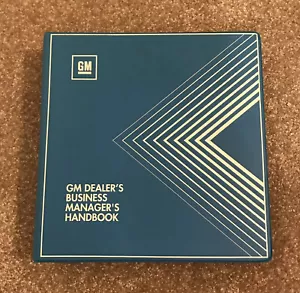 GM
GM DEALER'S
BUSINESS
MANAGER'S
HANDBOOK